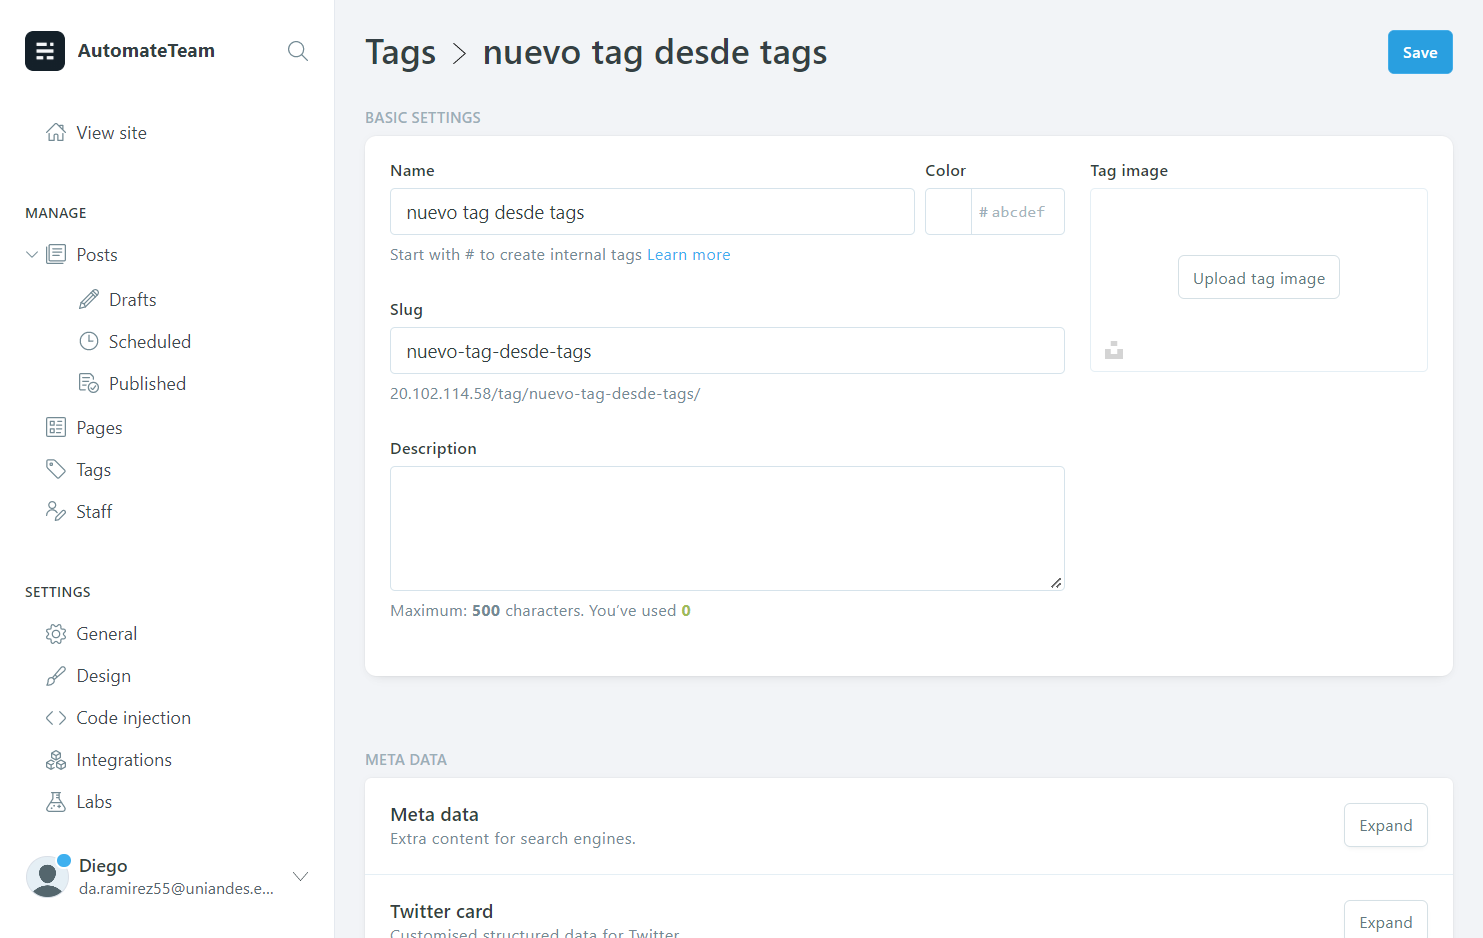 AutomateTeam
View site
MANAGE
Posts
Drafts
Scheduled
Published
Pages
Tags
Staff
SETTINGS
General
Design
Code injection
Integrations
Labs
Diego
da.ramirez55@uniandes.e...
Tags > nuevo tag desde tags
Save
BASIC SETTINGS
Name
nuevo tag desde tags
Start with # to create internal tags Learn more
Color
# abcdef
Tag image
Upload tag image
Slug
nuevo-tag-desde-tags
20.102.114.58/tag/nuevo-tag-desde-tags/
Description
Maximum: 500 characters. You’ve used 0
META DATA
Meta data
Extra content for search engines.
Expand
Twitter card
Customised structured data for Twitter
Expand